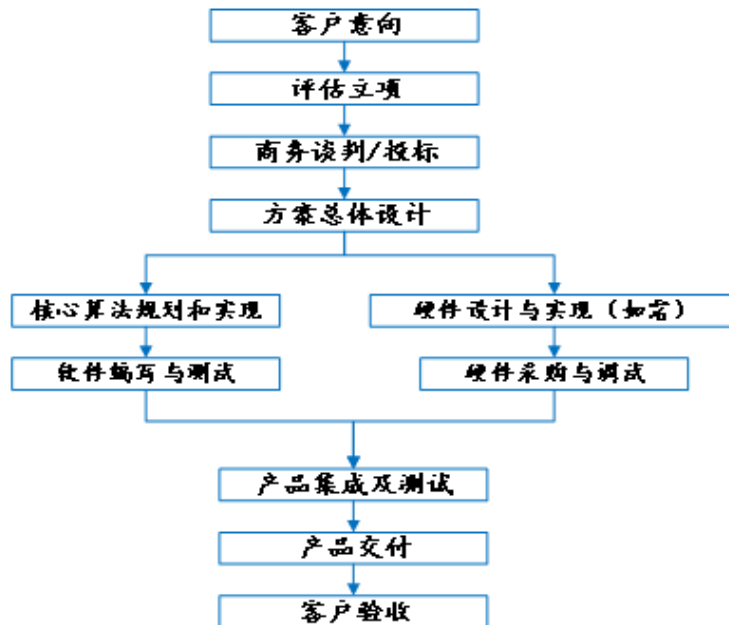 客户意向
评估立项
商务谈判/投标
方案总体设计
核心算法规划和实现
硬件设计与实现（如需）
软件编写与测试
硬件采购与调试
产品集成及测试
产品交付
客户验收